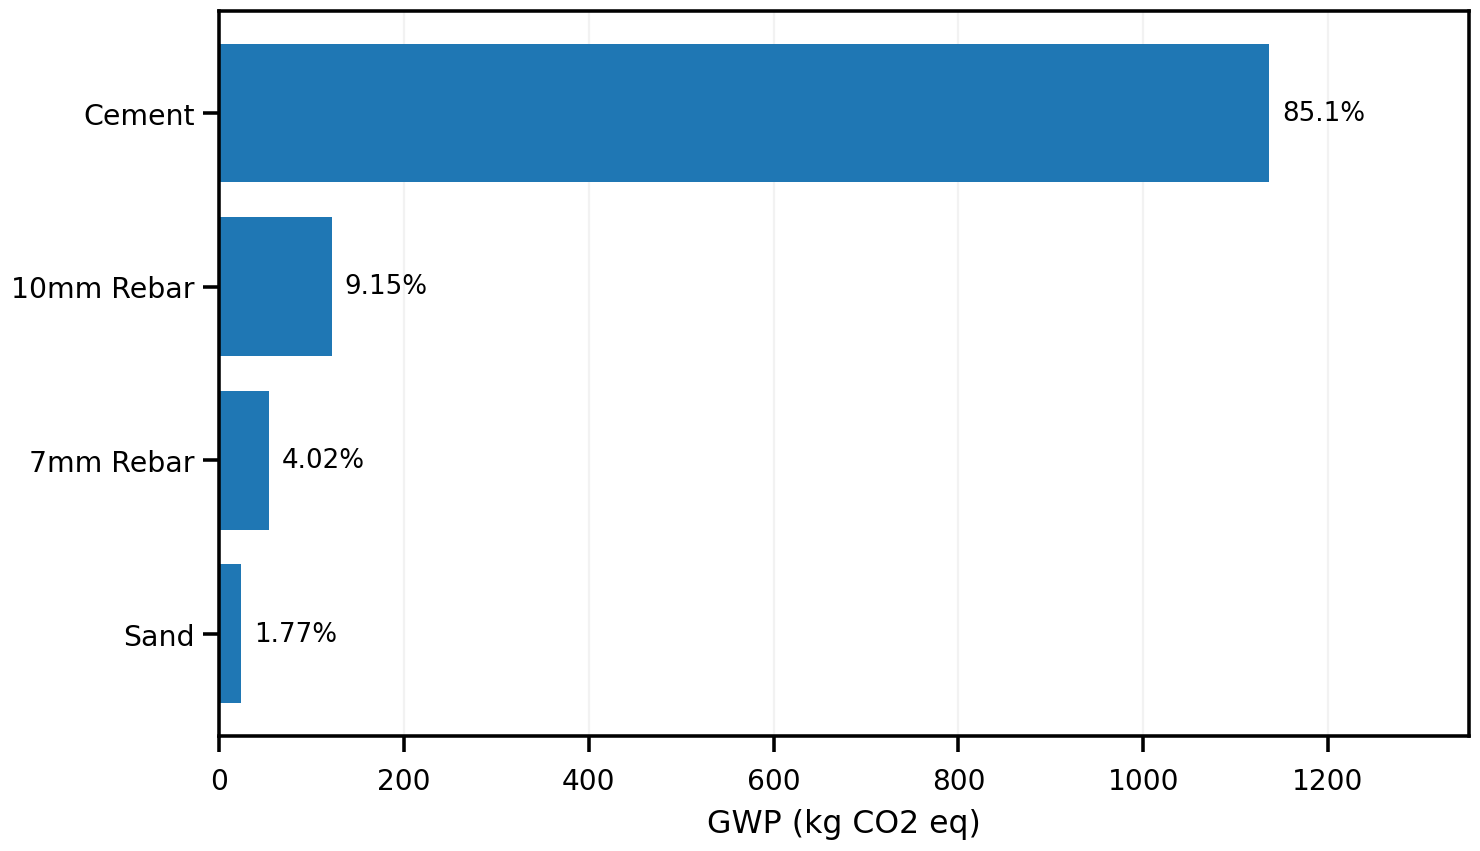 Cement
85.1%
10mm Rebar
9.15%
7mm Rebar
4.02%
Sand
1.77%
0 200 400 600 800 1000 1200
GWP (kg CO2 eq)